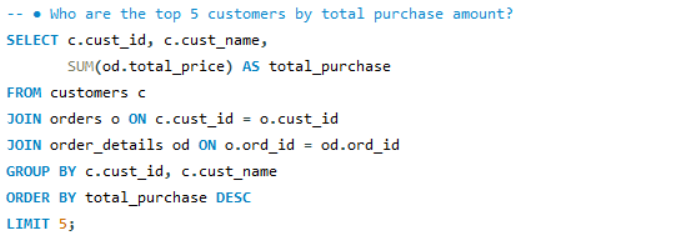 -- ● Who are the top 5 customers by total purchase amount?
SELECT c.cust_id, c.cust_name,
       SUM(od.total_price) AS total_purchase
FROM customers c
JOIN orders o ON c.cust_id = o.cust_id
JOIN order_details od ON o.ord_id = od.ord_id
GROUP BY c.cust_id, c.cust_name
ORDER BY total_purchase DESC
LIMIT 5;